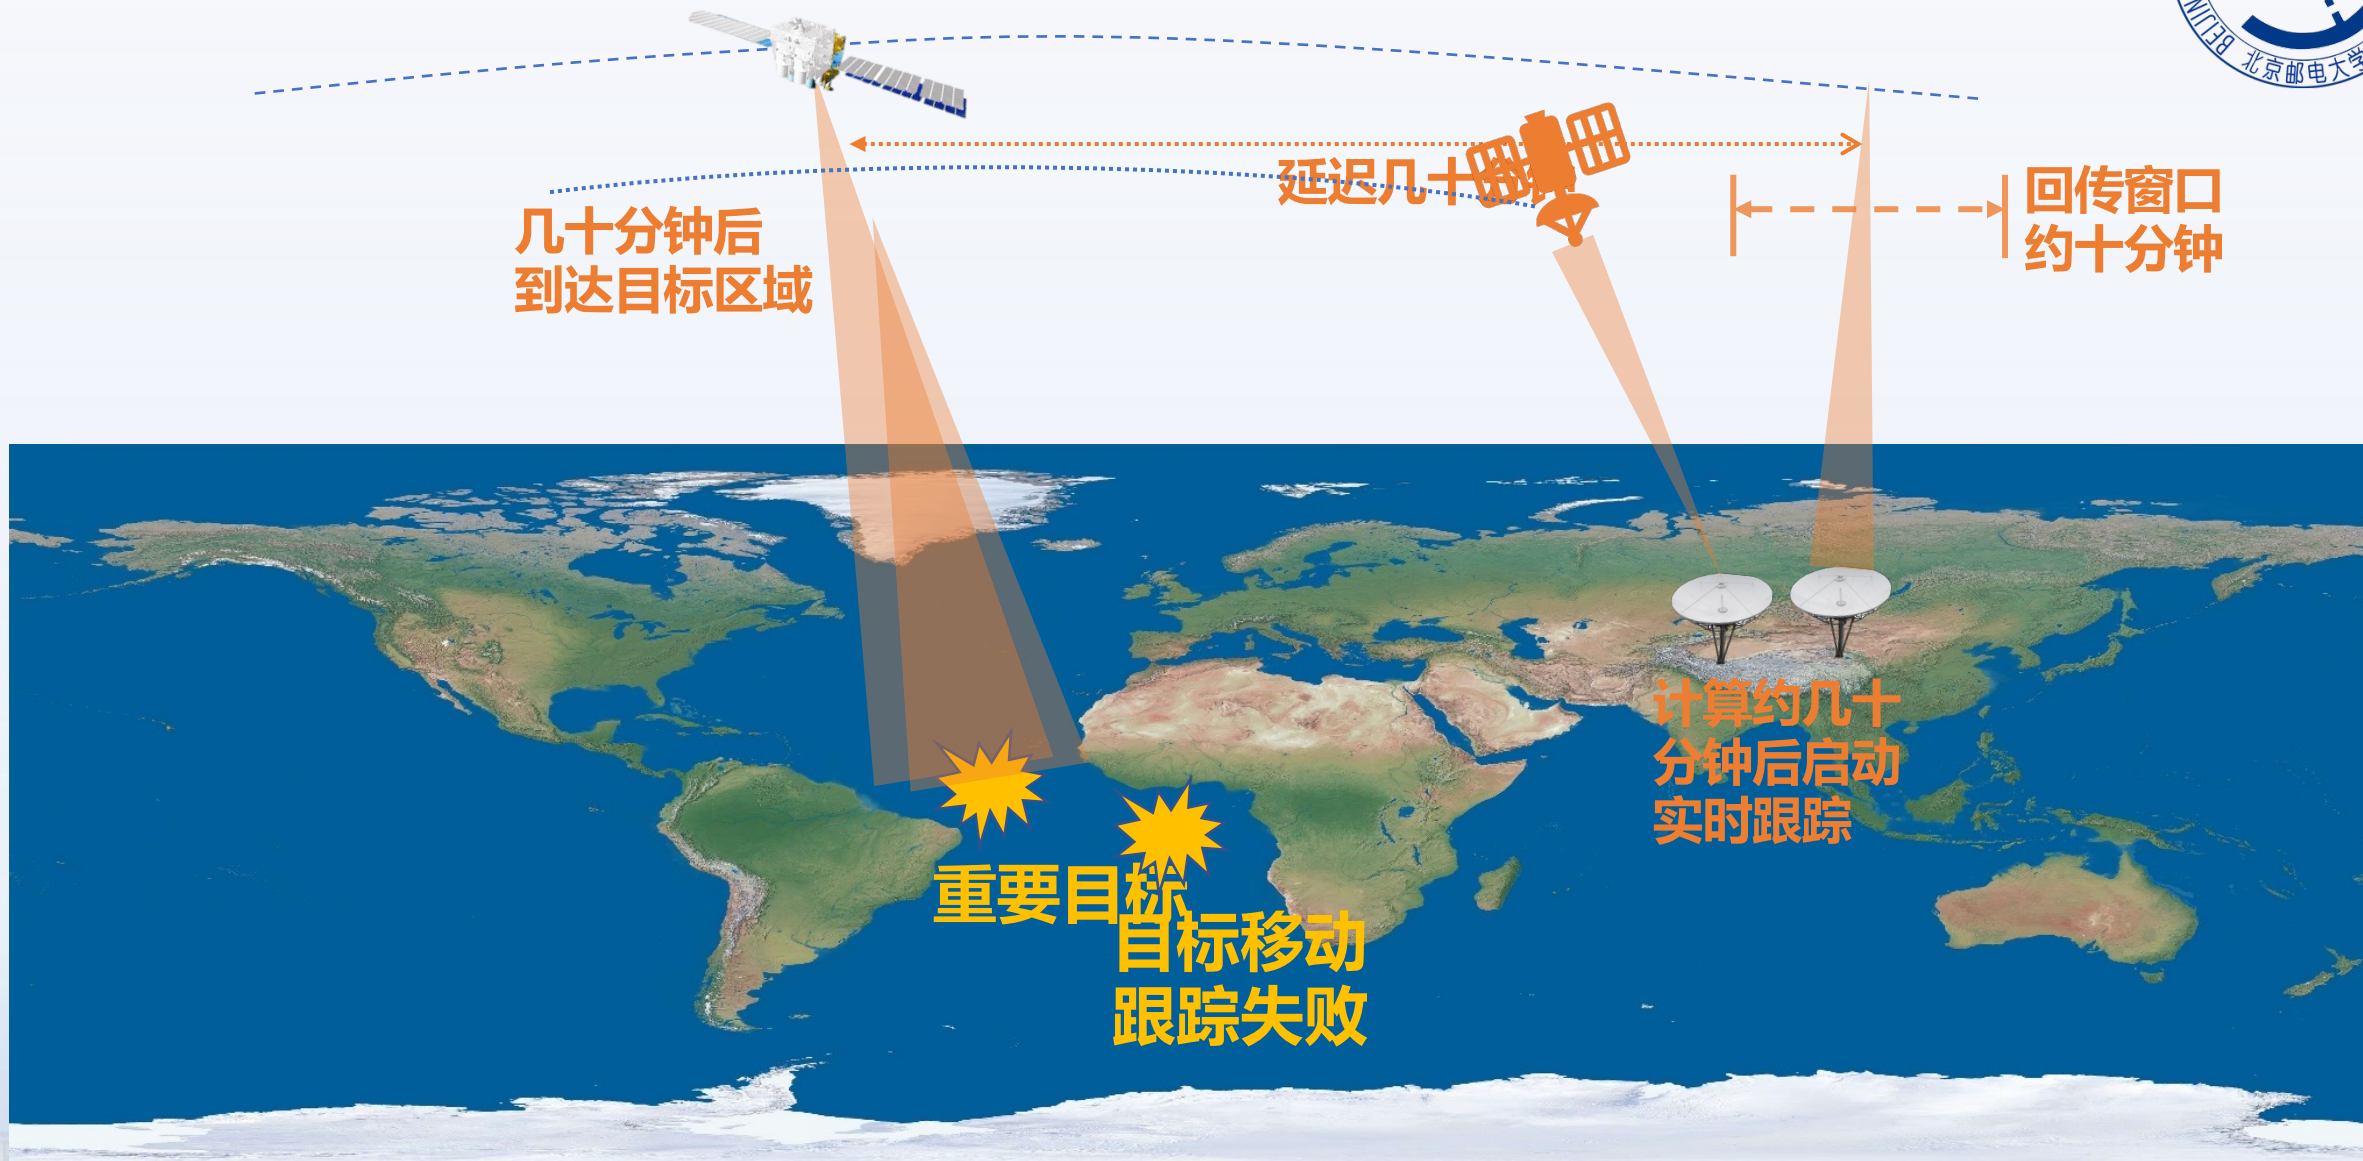 BEIJIN
北京邮电大学
延迟几十
回传窗口
约十分钟
几十分钟后
到达目标区域
计算约几十
分钟后启动
实时跟踪
重要目标
目标移动
跟踪失败